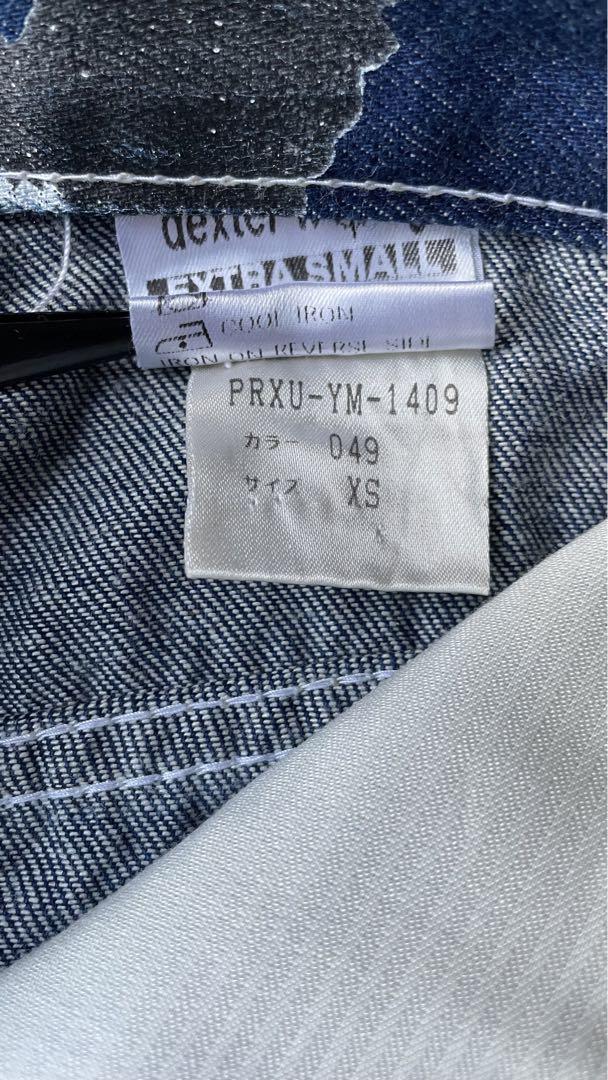 dexter
EXTRA SMALL
COOL IRON
IRON ON REVERSE SIDE
PRXU-YM-1409
カラー 049
サイズ XS